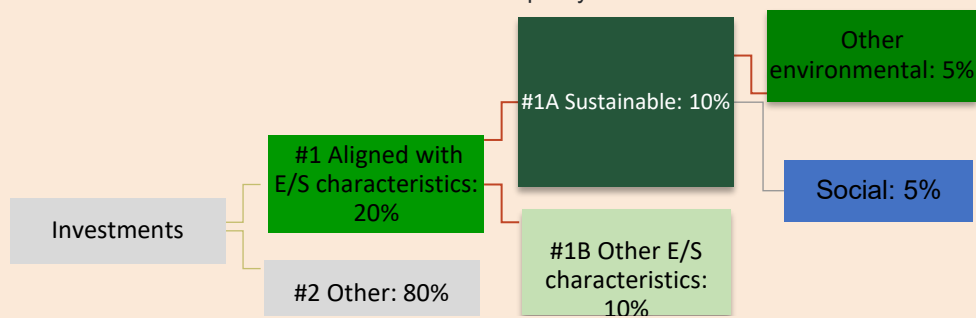 Other
environmental: 5%
#1A Sustainable: 10%
#1 Aligned with
E/S characteristics:
20%
Social: 5%
Investments
#1B Other E/S
characteristics:
10%
#2 Other: 80%